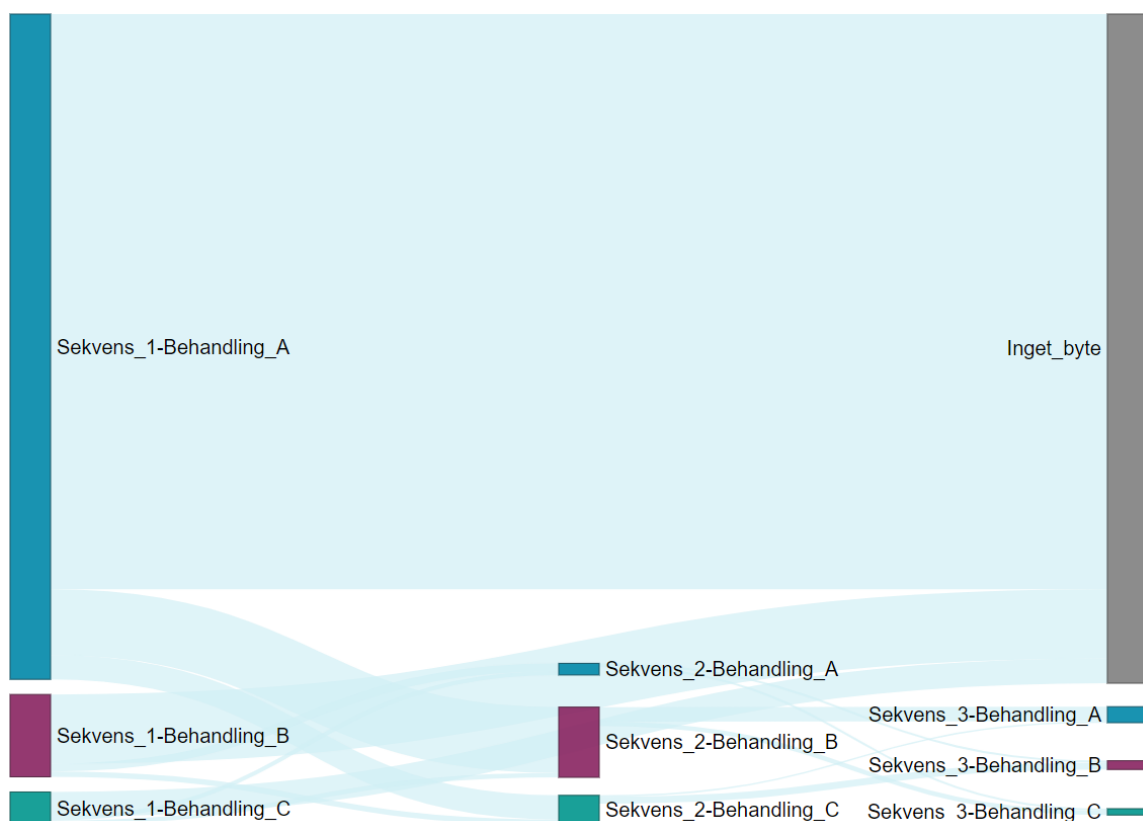 Sekvens_1-Behandling_A
Inget_byte
Sekvens_2-Behandling_A
Sekvens_3-Behandling_A
Sekvens_1-Behandling_B
Sekvens_2-Behandling_B
Sekvens_3-Behandling_B
Sekvens_1-Behandling_C
Sekvens_2-Behandling_C
Sekvens_3-Behandling_C